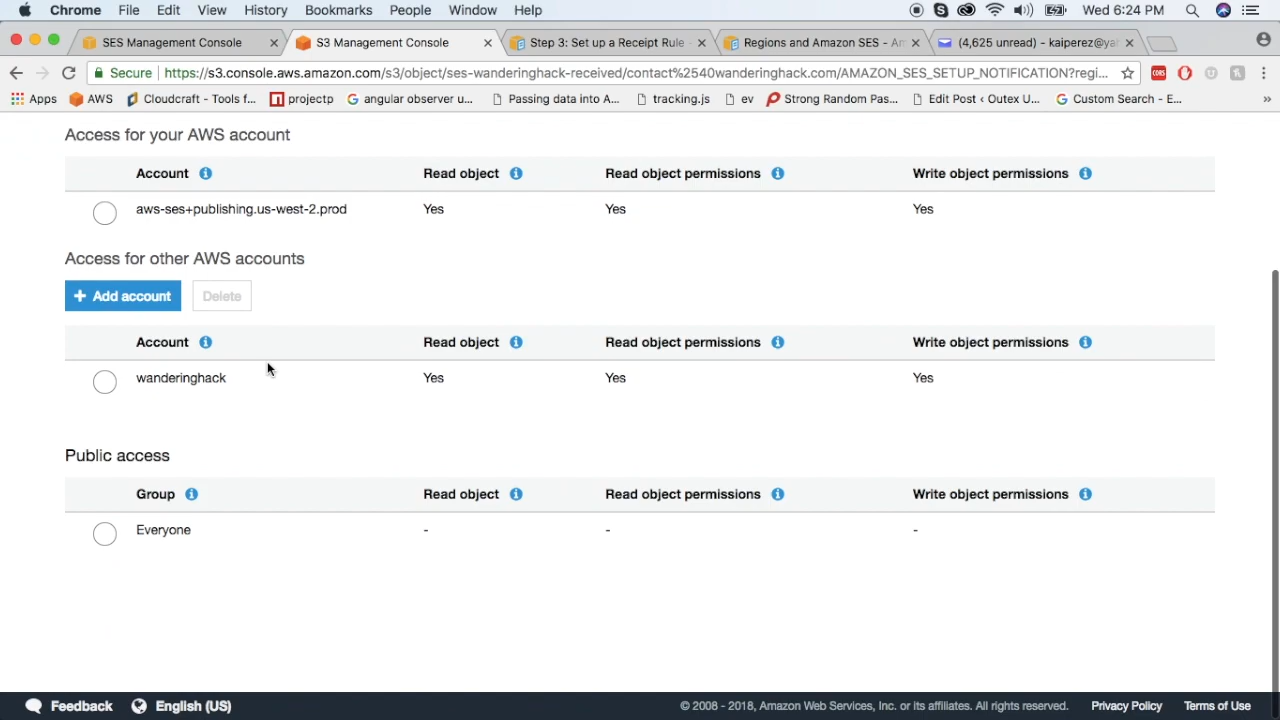 Chrome File Edit View History Bookmarks People Window Help Wed 6:24 PM
SES Management Console S3 Management Console Step 3: Set up a Receipt Rule Regions and Amazon SES - Am (4,625 unread) - kaiperez@ya
Secure https://s3.console.aws.amazon.com/s3/object/ses-wanderinghack-received/contact%2540wanderinghack.com/AMAZON_SES_SETUP_NOTIFICATION?regi...
Apps AWS Cloudcraft - Tools f... projectp angular observer u... Passing data into A... tracking.js ev Strong Random Pas... Edit Post ‹ Outex U... Custom Search - E... »
Access for your AWS account
Account Read object Read object permissions Write object permissions
aws-ses+publishing.us-west-2.prod Yes Yes Yes
Access for other AWS accounts
+ Add account Delete
Account Read object Read object permissions Write object permissions
wanderinghack Yes Yes Yes
Public access
Group Read object Read object permissions Write object permissions
Everyone - - -
Feedback English (US) © 2008 - 2018, Amazon Web Services, Inc. or its affiliates. All rights reserved. Privacy Policy Terms of Use